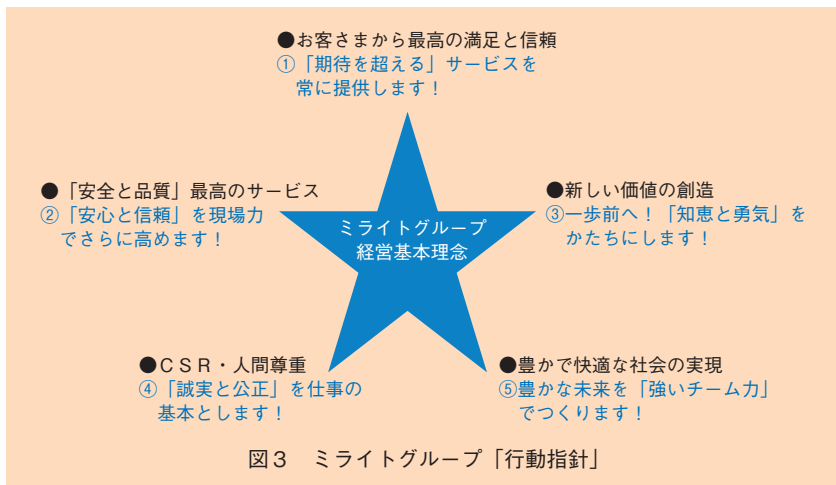 ●お客さまから最高の満足と信頼
①「期待を超える」サービスを
常に提供します！
●「安全と品質」最高のサービス
②「安心と信頼」を現場力
でさらに高めます！
●新しい価値の創造
③一歩前へ！「知恵と勇気」を
かたちにします！
ミライトグループ
経営基本理念
●ＣＳＲ・人間尊重
④「誠実と公正」を仕事の
基本とします！
●豊かで快適な社会の実現
⑤豊かな未来を「強いチーム力」
でつくります！
図３　ミライトグループ「行動指針」